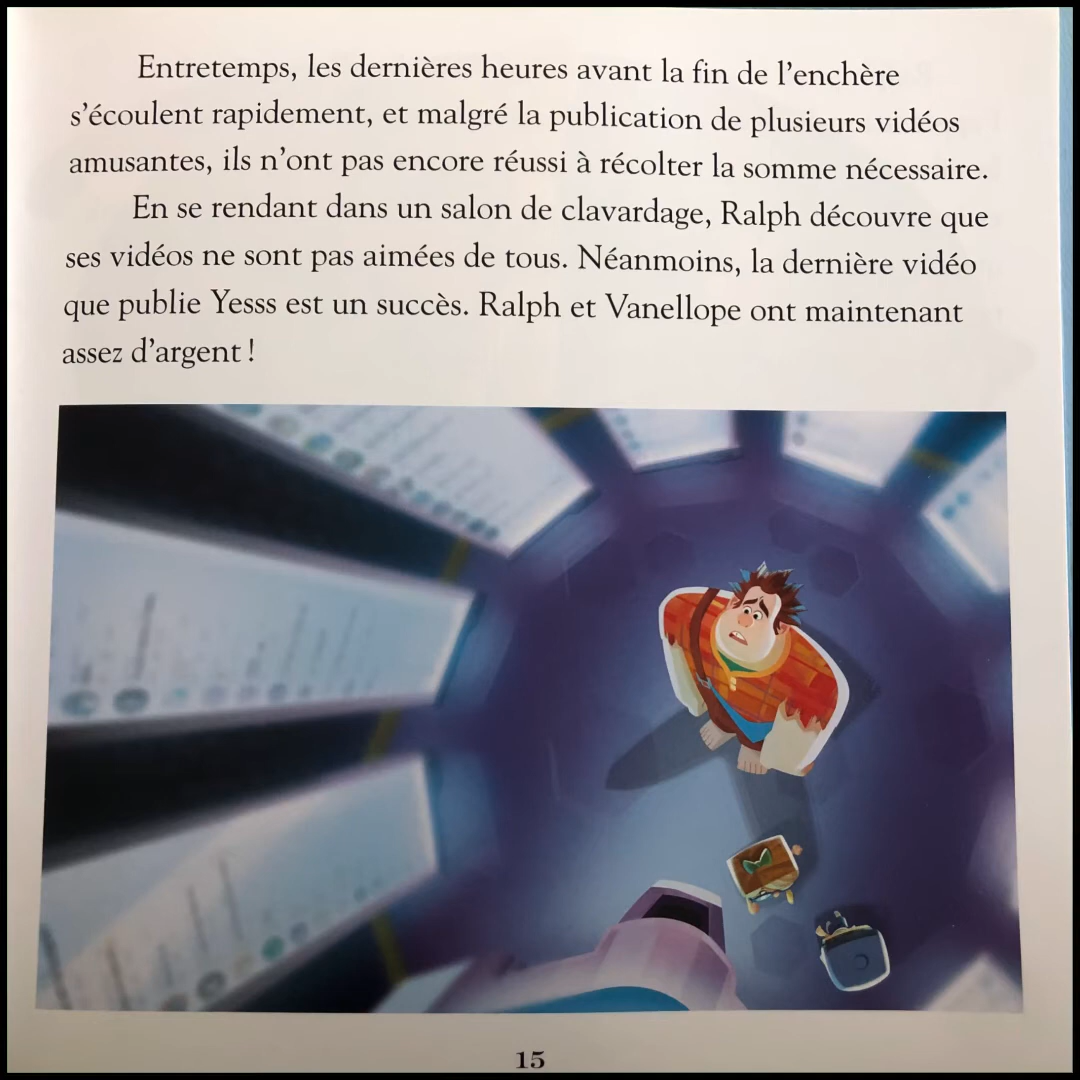 Entretemps, les dernières heures avant la fin de l'enchère
s'écoulent rapidement, et malgré la publication de plusieurs vidéos
amusantes, ils n'ont pas encore réussi à récolter la somme nécessaire.
En se rendant dans un salon de clavardage, Ralph découvre que
ses vidéos ne sont pas aimées de tous. Néanmoins, la dernière vidéo
que publie Yesss est un succès. Ralph et Vanellope ont maintenant
assez d'argent !
15